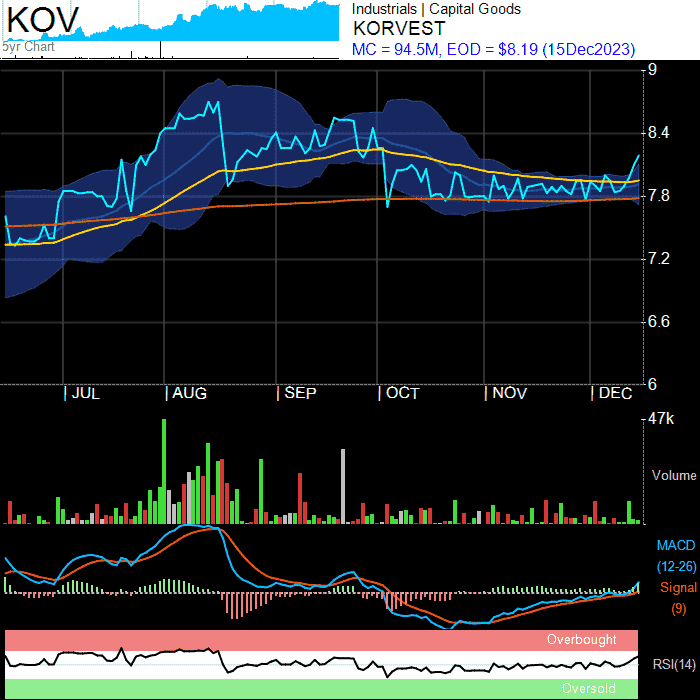 KOV
5yr Chart
Industrials | Capital Goods
KORVEST
MC = 94.5M, EOD = $8.19 (15Dec2023)
9
8.4
7.8
7.2
6.6
6
| JUL | AUG | SEP | OCT | NOV | DEC
47k
Volume
MACD
(12-26)
Signal
(9)
Overbought
RSI(14)
Oversold